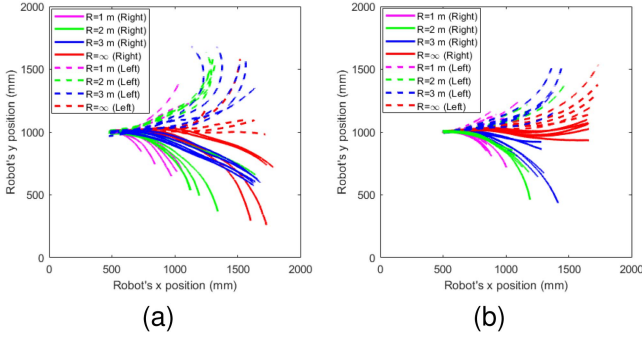 R=1 m (Right)
R=2 m (Right)
R=3 m (Right)
R=∞ (Right)
R=1 m (Left)
R=2 m (Left)
R=3 m (Left)
R=∞ (Left)
2000
1500
1000
500
0
Robot's y position (mm)
0 500 1000 1500 2000
Robot's x position (mm)
(a)
R=1 m (Right)
R=2 m (Right)
R=3 m (Right)
R=∞ (Right)
R=1 m (Left)
R=2 m (Left)
R=3 m (Left)
R=∞ (Left)
2000
1500
1000
500
0
Robot's y position (mm)
0 500 1000 1500 2000
Robot's x position (mm)
(b)